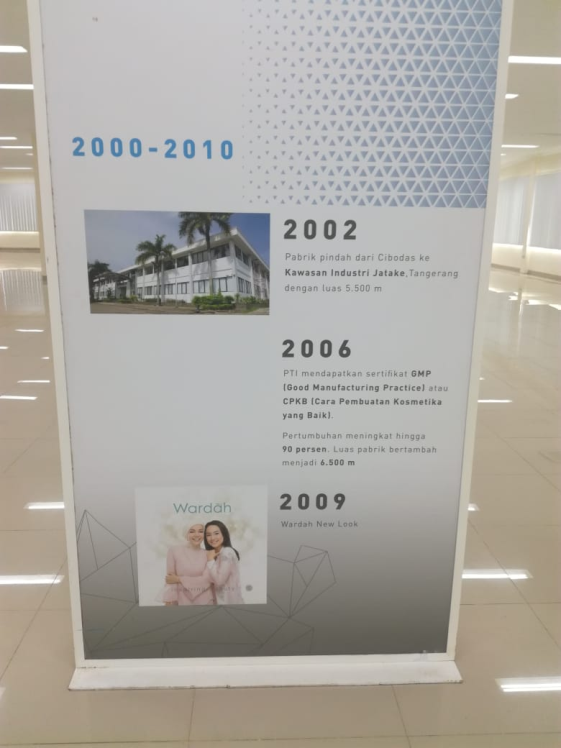 2000-2010
2002
Pabrik pindah dari Cibodas ke
Kawasan Industri Jatake, Tangerang
dengan luas 5.500 m
2006
PTI mendapatkan sertifikat GMP
(Good Manufacturing Practice) atau
CPKB (Cara Pembuatan Kosmetika
yang Baik).
Pertumbuhan meningkat hingga
90 persen. Luas pabrik bertambah
menjadi 6.500 m
2009
Wardah New Look
Wardah